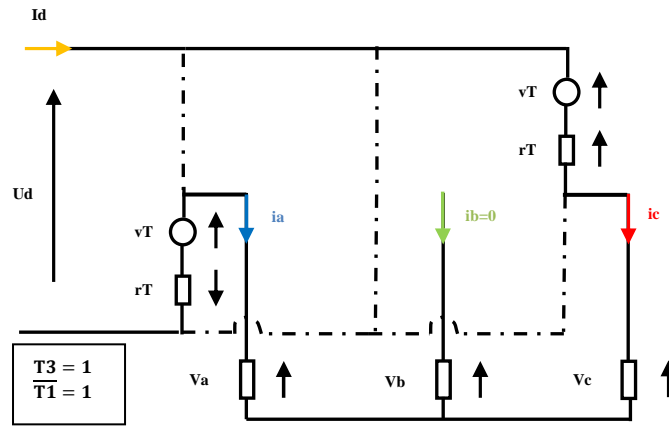 Id
vT
rT
Ud
ia
ib=0
ic
vT
rT
T3 = 1
T1̅ = 1
Va
Vb
Vc